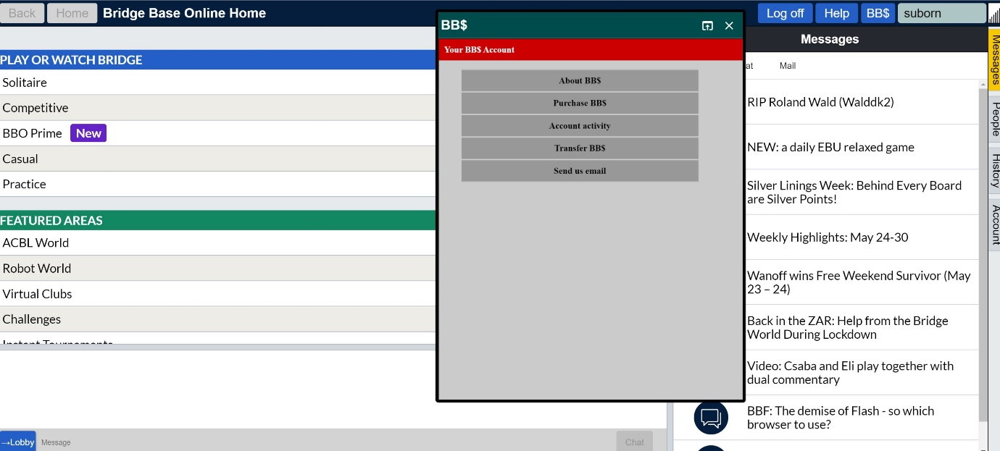 Back
Home
Bridge Base Online Home
Log off
Help
BB$
suborn
PLAY OR WATCH BRIDGE
Solitaire
Competitive
BBO Prime New
Casual
Practice
FEATURED AREAS
ACBL World
Robot World
Virtual Clubs
Challenges
Instant Tournaments
→Lobby
Message
Chat
BB$
Your BB$ Account
About BB$
Purchase BB$
Account activity
Transfer BB$
Send us email
Messages
at
Mail
RIP Roland Wald (Walddk2)
NEW: a daily EBU relaxed game
Silver Linings Week: Behind Every Board
are Silver Points!
Weekly Highlights: May 24-30
Wanoff wins Free Weekend Survivor (May
23 – 24)
Back in the ZAR: Help from the Bridge
World During Lockdown
Video: Csaba and Eli play together with
dual commentary
BBF: The demise of Flash - so which
browser to use?
Messages
People
History
Account